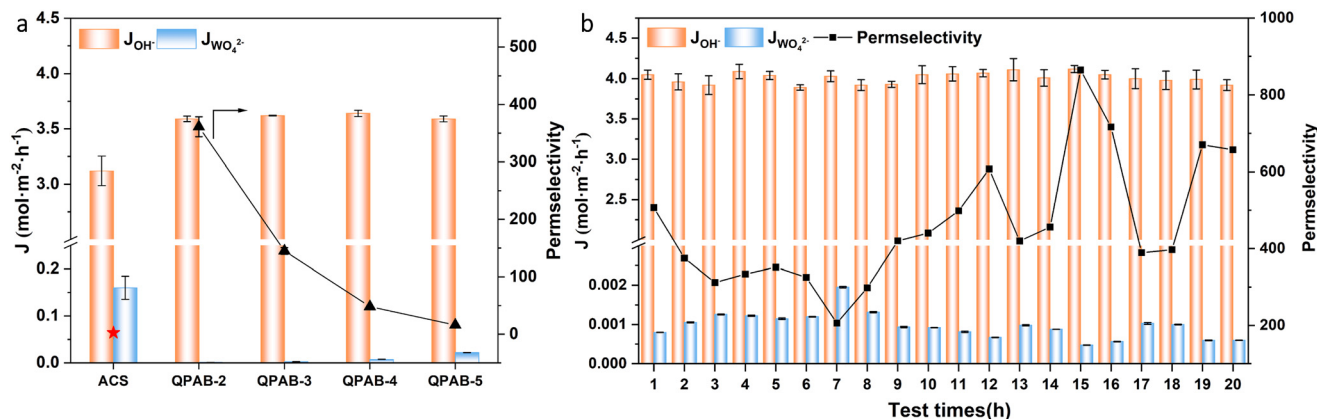 a
J OH- J WO₄²⁻
J (mol·m⁻²·h⁻¹)
4.5
4.0
3.5
3.0
0.2
0.1
0.0
500
400
300
200
100
0
Permselectivity
ACS QPAB-2 QPAB-3 QPAB-4 QPAB-5
b
J OH- J WO₄²⁻ Permselectivity
J (mol·m⁻²·h⁻¹)
4.5
4.0
3.5
3.0
2.5
0.002
0.001
0.000
1000
800
600
400
200
Permselectivity
1 2 3 4 5 6 7 8 9 10 11 12 13 14 15 16 17 18 19 20
Test times(h)